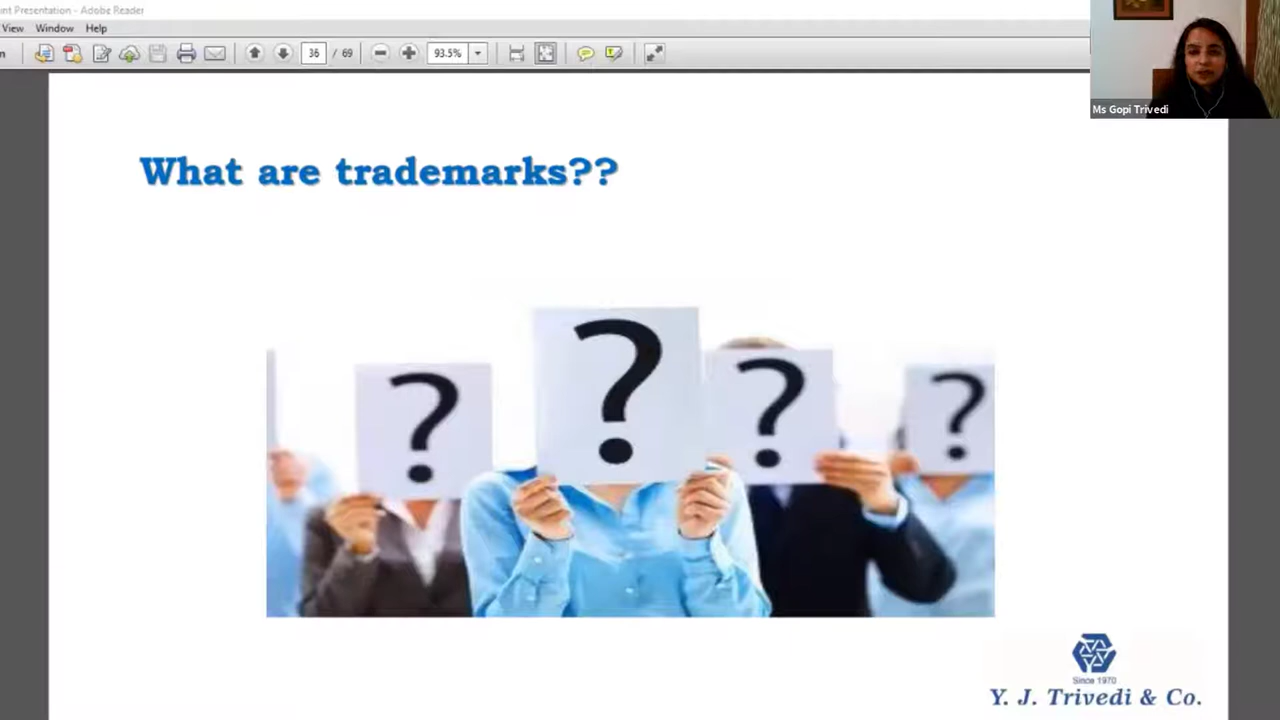 nt Presentation - Adobe Reader
View Window Help
36 / 69 93.5%
Ms Gopi Trivedi
What are trademarks??
? ? ? ?
Since 1970
Y. J. Trivedi & Co.